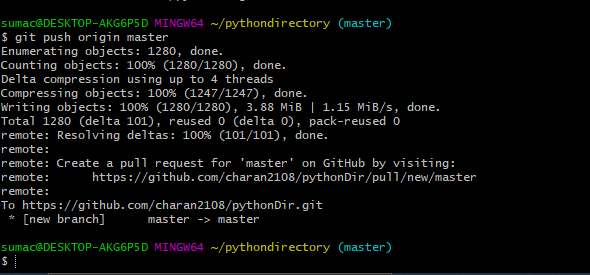 sumac@DESKTOP-AKG6P5D MINGW64 ~/pythondirectory (master)
$ git push origin master
Enumerating objects: 1280, done.
Counting objects: 100% (1280/1280), done.
Delta compression using up to 4 threads
Compressing objects: 100% (1247/1247), done.
Writing objects: 100% (1280/1280), 3.88 MiB | 1.15 MiB/s, done.
Total 1280 (delta 101), reused 0 (delta 0), pack-reused 0
remote: Resolving deltas: 100% (101/101), done.
remote:
remote: Create a pull request for 'master' on GitHub by visiting:
remote:      https://github.com/charan2108/pythonDir/pull/new/master
remote:
To https://github.com/charan2108/pythonDir.git
 * [new branch]      master -> master
sumac@DESKTOP-AKG6P5D MINGW64 ~/pythondirectory (master)
$